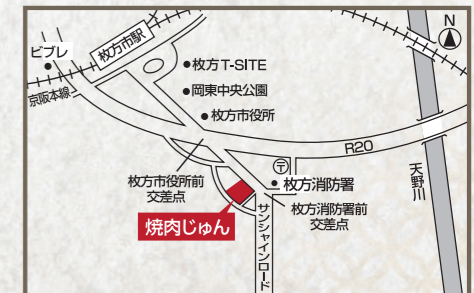 N
ビブレ
枚方市駅
枚方T-SITE
岡東中央公園
京阪本線
枚方市役所
R20
〒
天野川
枚方市役所前
交差点
枚方消防署
枚方消防署前
交差点
焼肉じゅん
サンシャインロード